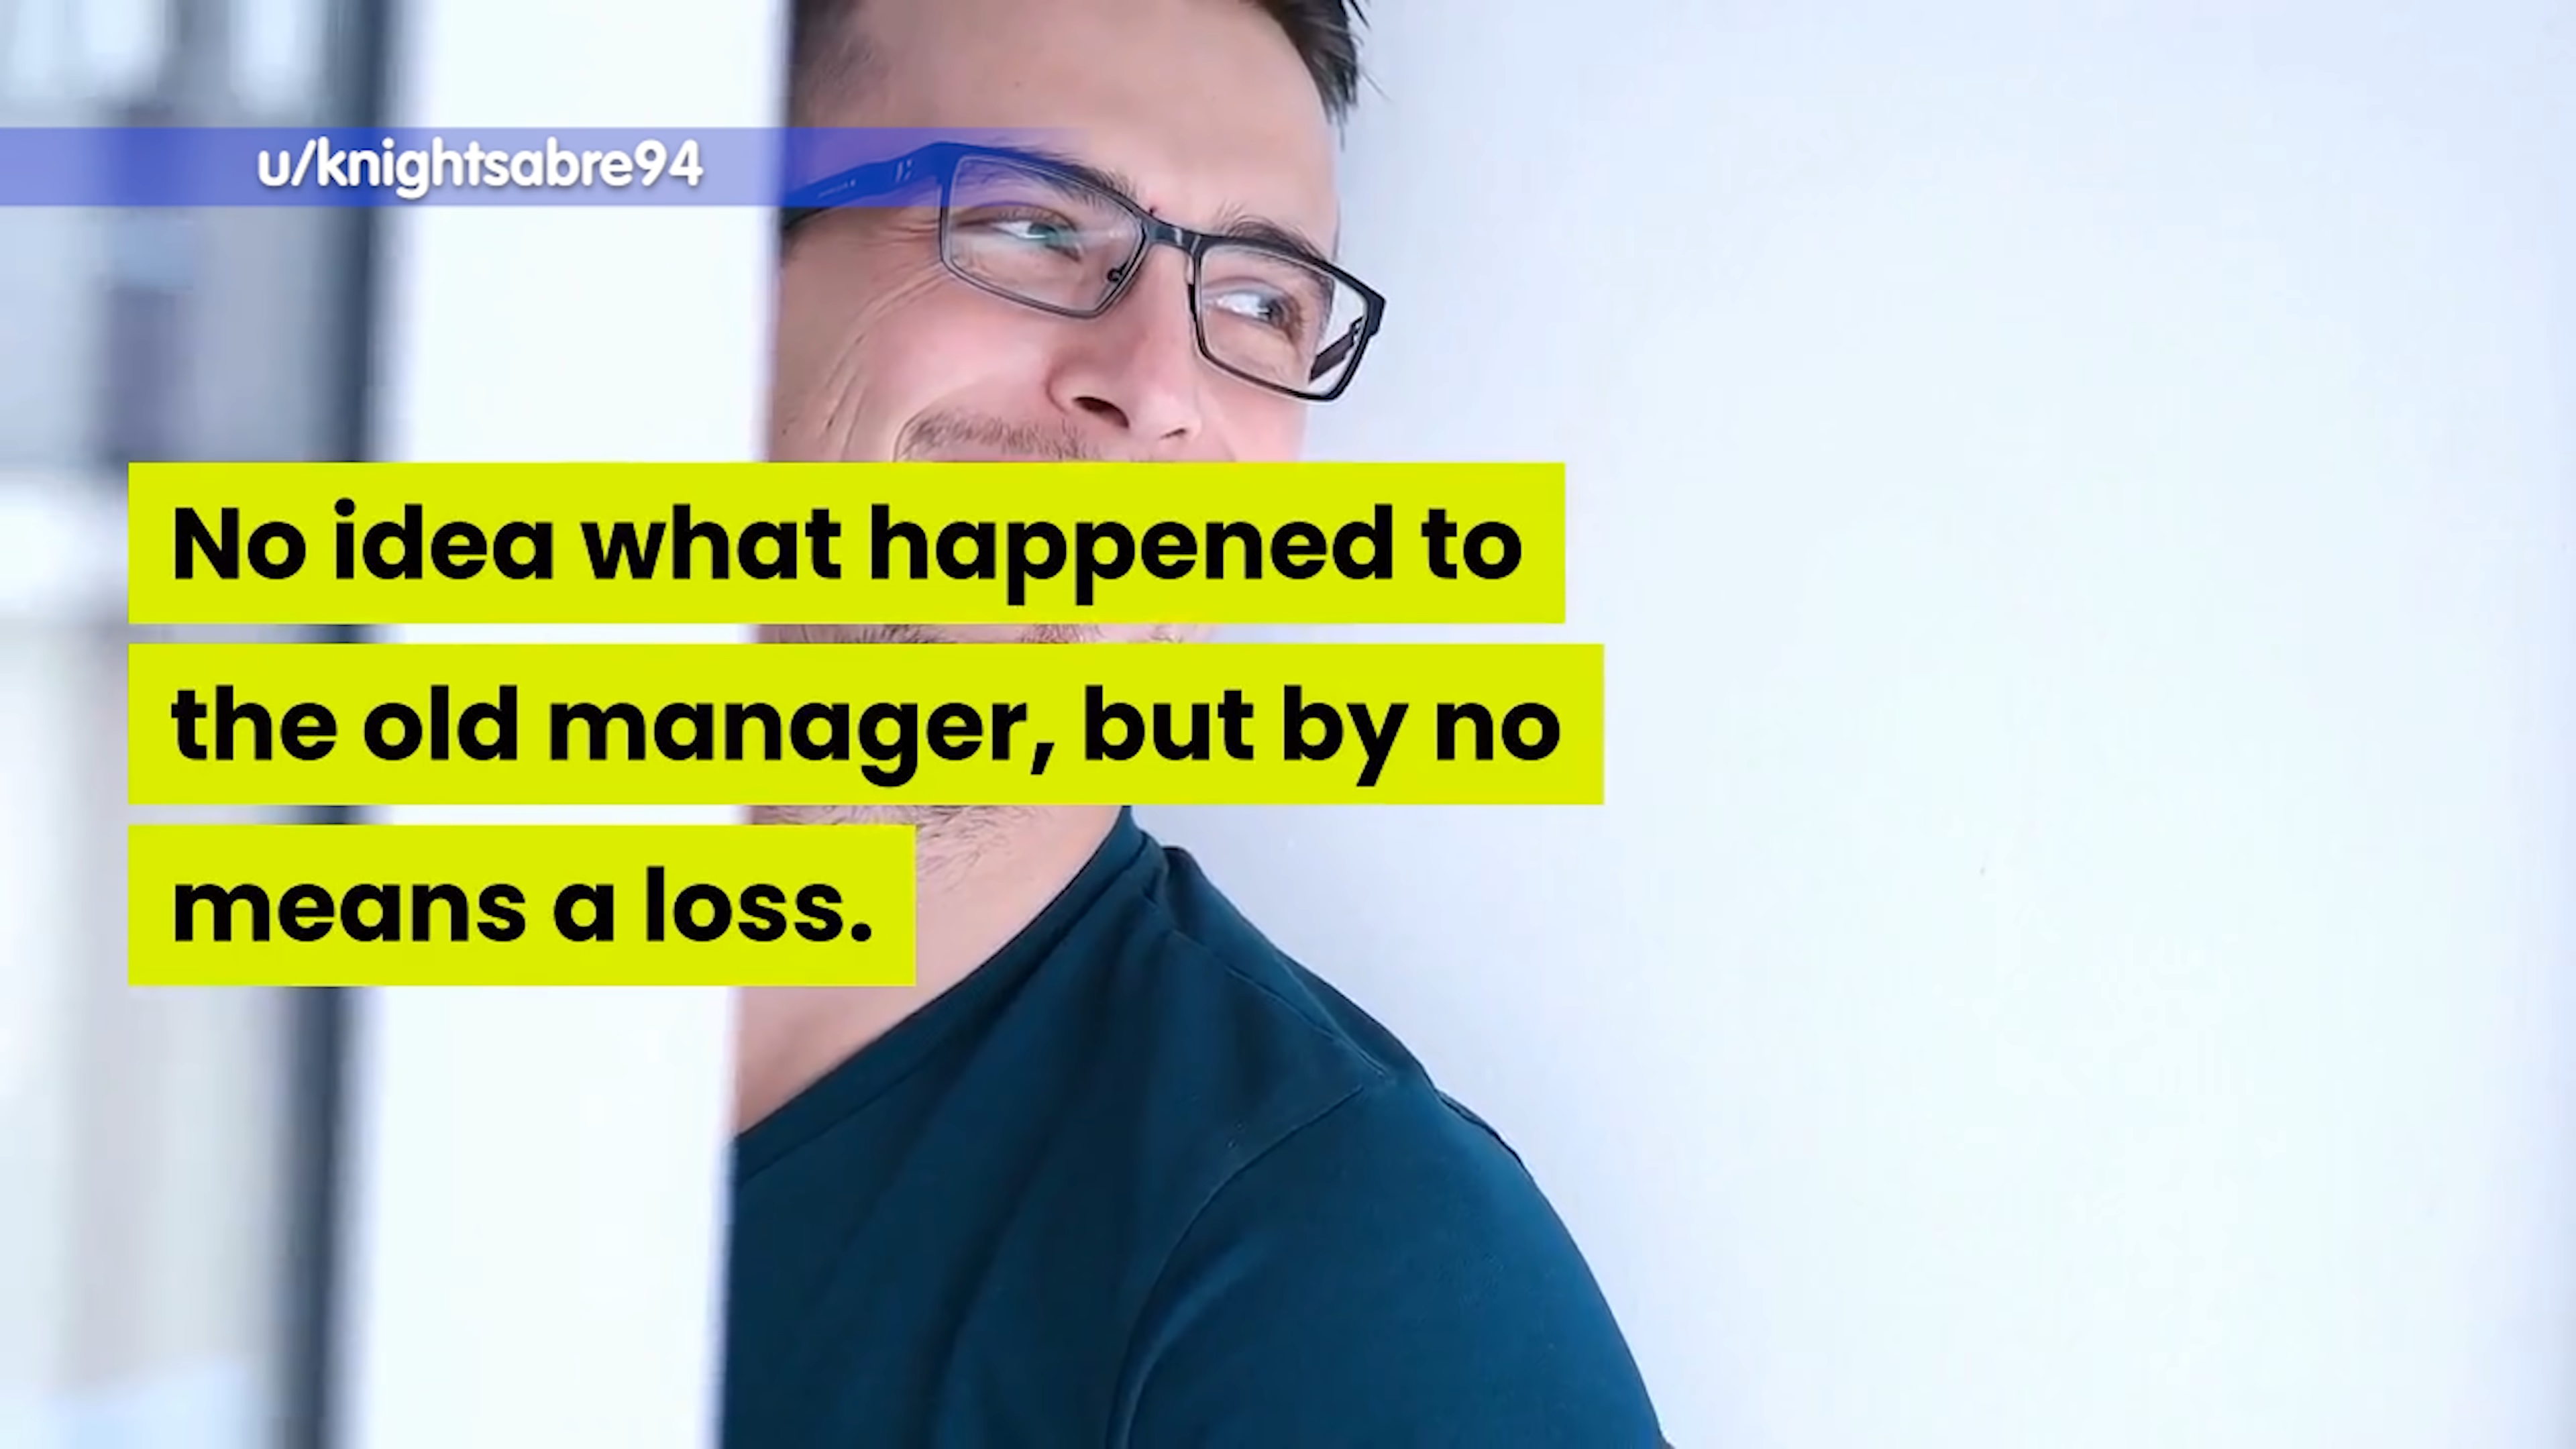 u/knightsabre94
No idea what happened to
the old manager, but by no
means a loss.